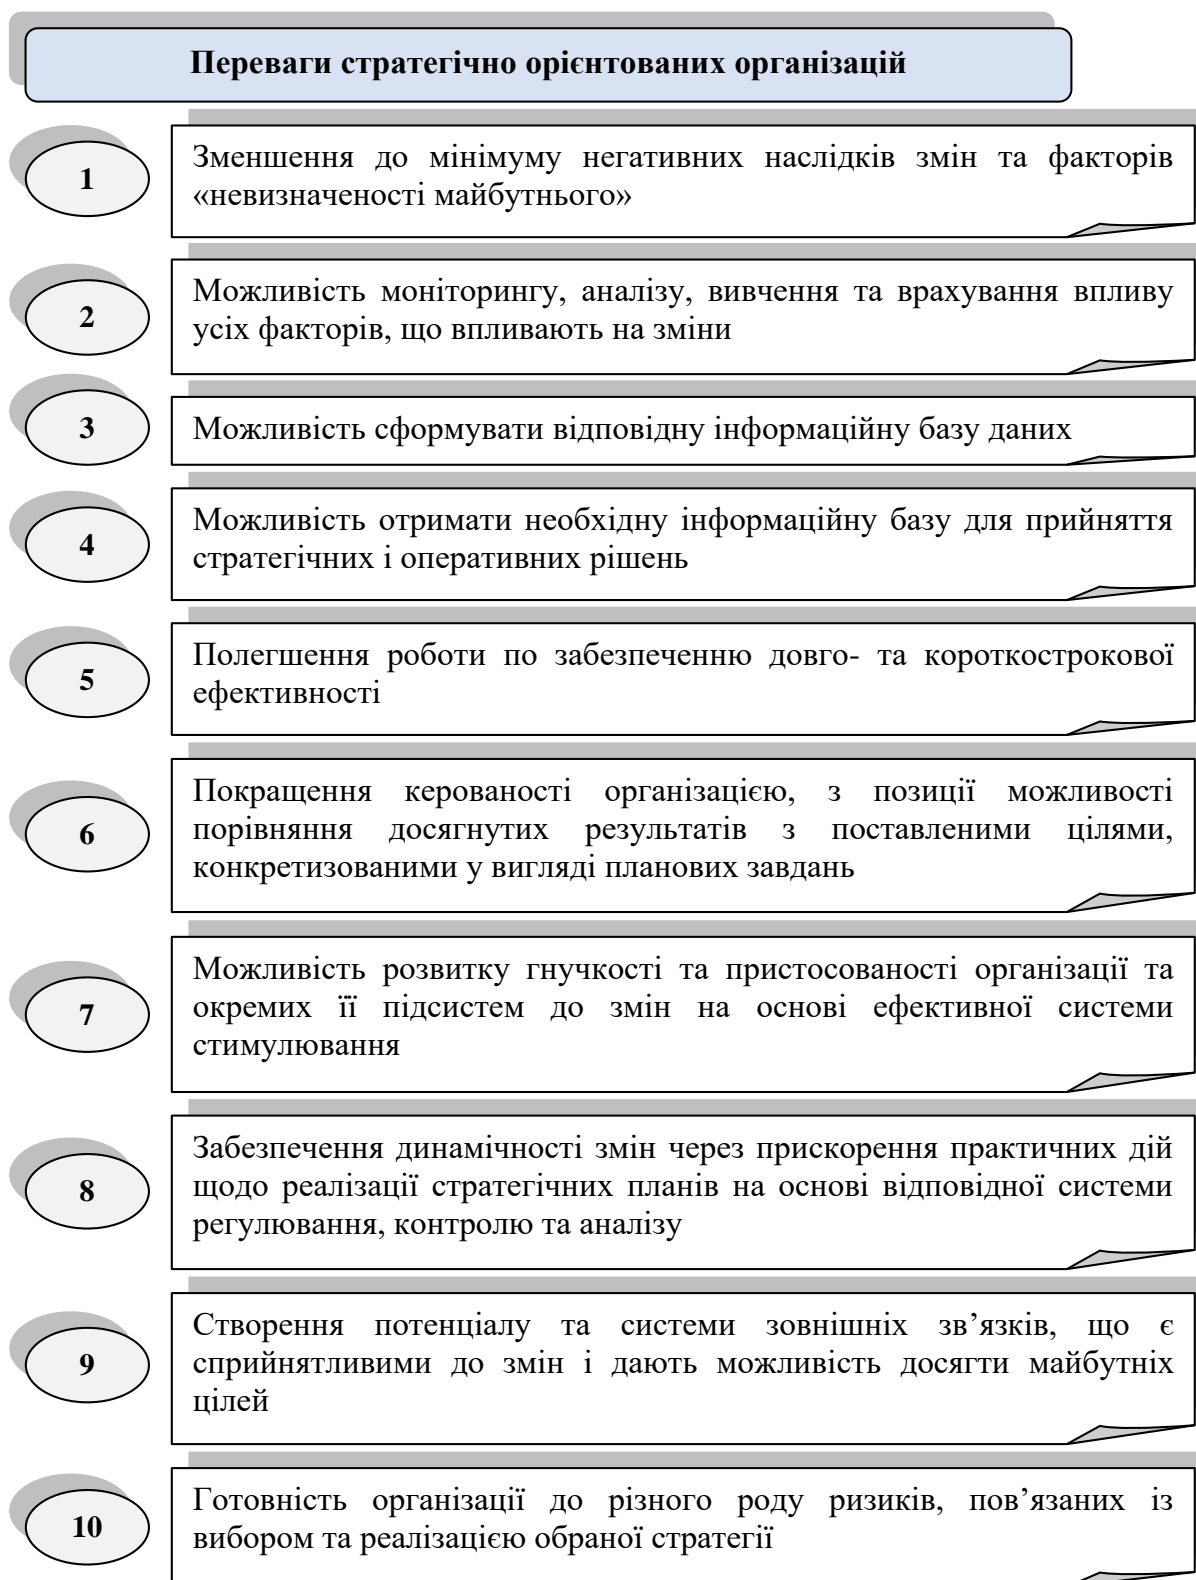 Переваги стратегічно орієнтованих організацій
1
Зменшення до мінімуму негативних наслідків змін та факторів
«невизначеності майбутнього»
2
Можливість моніторингу, аналізу, вивчення та врахування впливу
усіх факторів, що впливають на зміни
3
Можливість сформувати відповідну інформаційну базу даних
4
Можливість отримати необхідну інформаційну базу для прийняття
стратегічних і оперативних рішень
5
Полегшення роботи по забезпеченню довго- та короткострокової
ефективності
6
Покращення керованості організацією, з позиції можливості
порівняння досягнутих результатів з поставленими цілями,
конкретизованими у вигляді планових завдань
7
Можливість розвитку гнучкості та пристосованості організації та
окремих її підсистем до змін на основі ефективної системи
стимулювання
8
Забезпечення динамічності змін через прискорення практичних дій
щодо реалізації стратегічних планів на основі відповідної системи
регулювання, контролю та аналізу
9
Створення потенціалу та системи зовнішніх зв’язків, що є
сприйнятливими до змін і дають можливість досягти майбутніх
цілей
10
Готовність організації до різного роду ризиків, пов’язаних із
вибором та реалізацією обраної стратегії